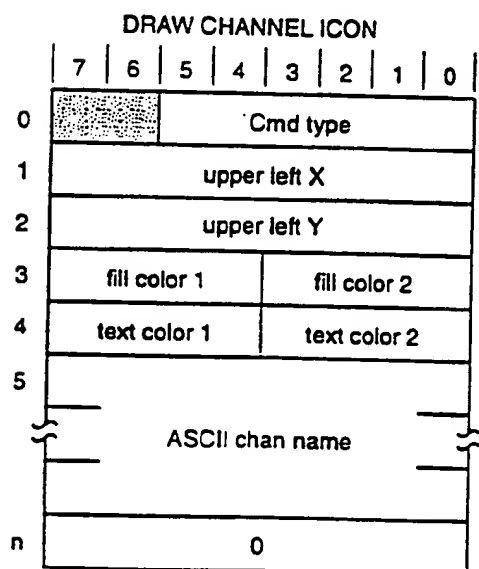 DRAW CHANNEL ICON
7 6 5 4 3 2 1 0
0 Cmd type
1 upper left X
2 upper left Y
3 fill color 1 fill color 2
4 text color 1 text color 2
5
ASCII chan name
n 0